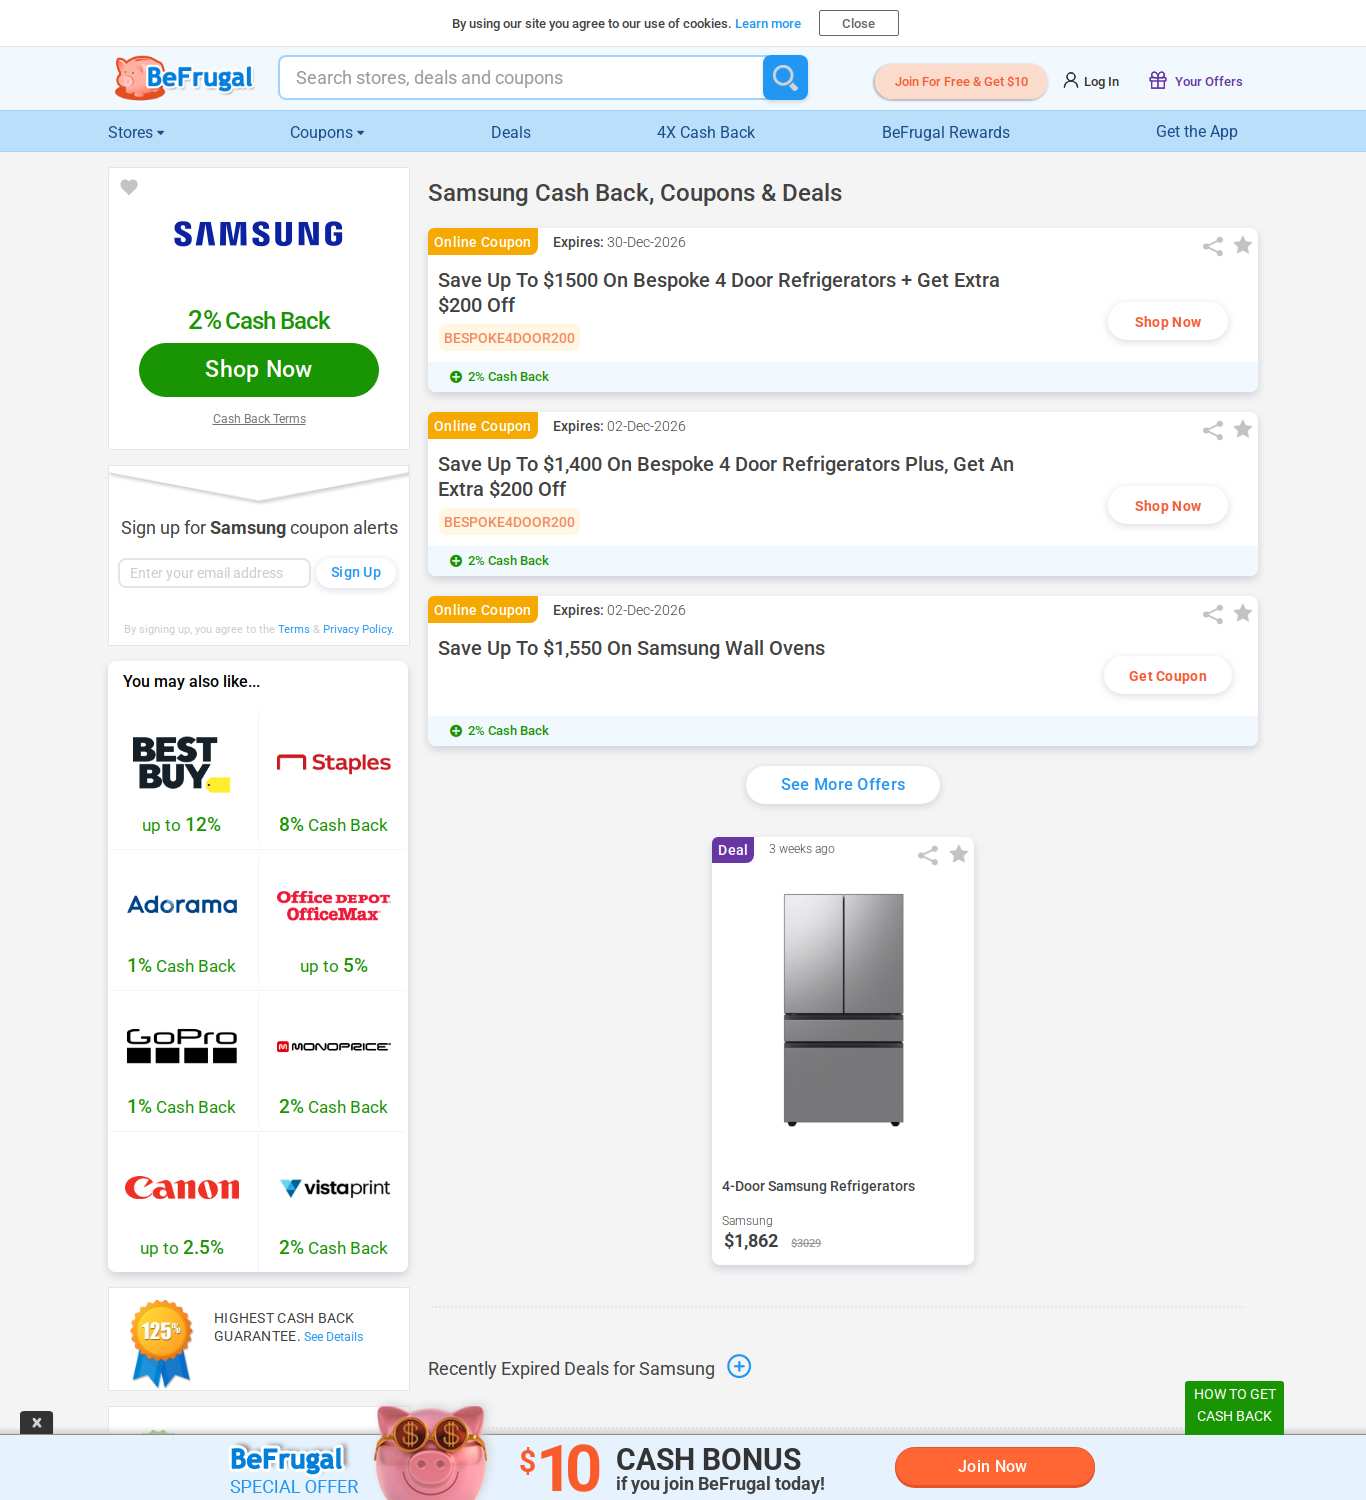 By using our site you agree to our use of cookies. Learn more Close
BeFrugal Search stores, deals and coupons Join For Free & Get $10 Log In Your Offers
Stores Coupons Deals 4X Cash Back BeFrugal Rewards Get the App
SAMSUNG
2% Cash Back
Shop Now
Cash Back Terms
Sign up for Samsung coupon alerts
Enter your email address Sign Up
By signing up, you agree to the Terms & Privacy Policy.
You may also like...
BEST BUY
up to 12%
Staples
8% Cash Back
Adorama
1% Cash Back
Office DEPOT
OfficeMax
up to 5%
GoPro
1% Cash Back
MONOPRICE
2% Cash Back
Canon
up to 2.5%
vistaprint
2% Cash Back
125%
HIGHEST CASH BACK
GUARANTEE. See Details
Samsung Cash Back, Coupons & Deals
Online Coupon Expires: 30-Dec-2026
Save Up To $1500 On Bespoke 4 Door Refrigerators + Get Extra
$200 Off
BESPOKE4DOOR200
Shop Now
2% Cash Back
Online Coupon Expires: 02-Dec-2026
Save Up To $1,400 On Bespoke 4 Door Refrigerators Plus, Get An
Extra $200 Off
BESPOKE4DOOR200
Shop Now
2% Cash Back
Online Coupon Expires: 02-Dec-2026
Save Up To $1,550 On Samsung Wall Ovens
Get Coupon
2% Cash Back
See More Offers
Deal 3 weeks ago
4-Door Samsung Refrigerators
Samsung
$1,862 $3029
Recently Expired Deals for Samsung
HOW TO GET
CASH BACK
x
BeFrugal
SPECIAL OFFER
$10 CASH BONUS
if you join BeFrugal today!
Join Now